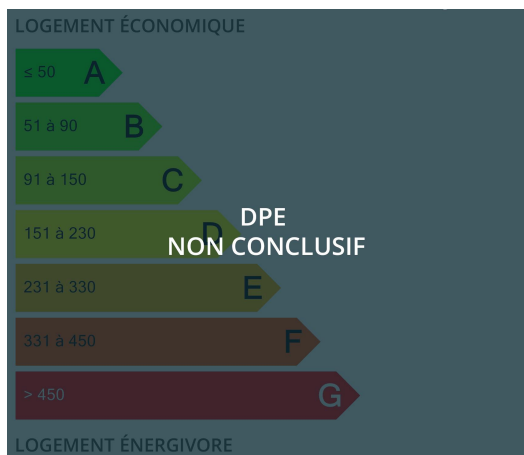 LOGEMENT ÉCONOMIQUE
≤ 50 A
51 à 90 B
91 à 150 C
DPE
151 à 230 D
NON CONCLUSIF
231 à 330 E
331 à 450 F
> 450 G
LOGEMENT ÉNERGIVORE